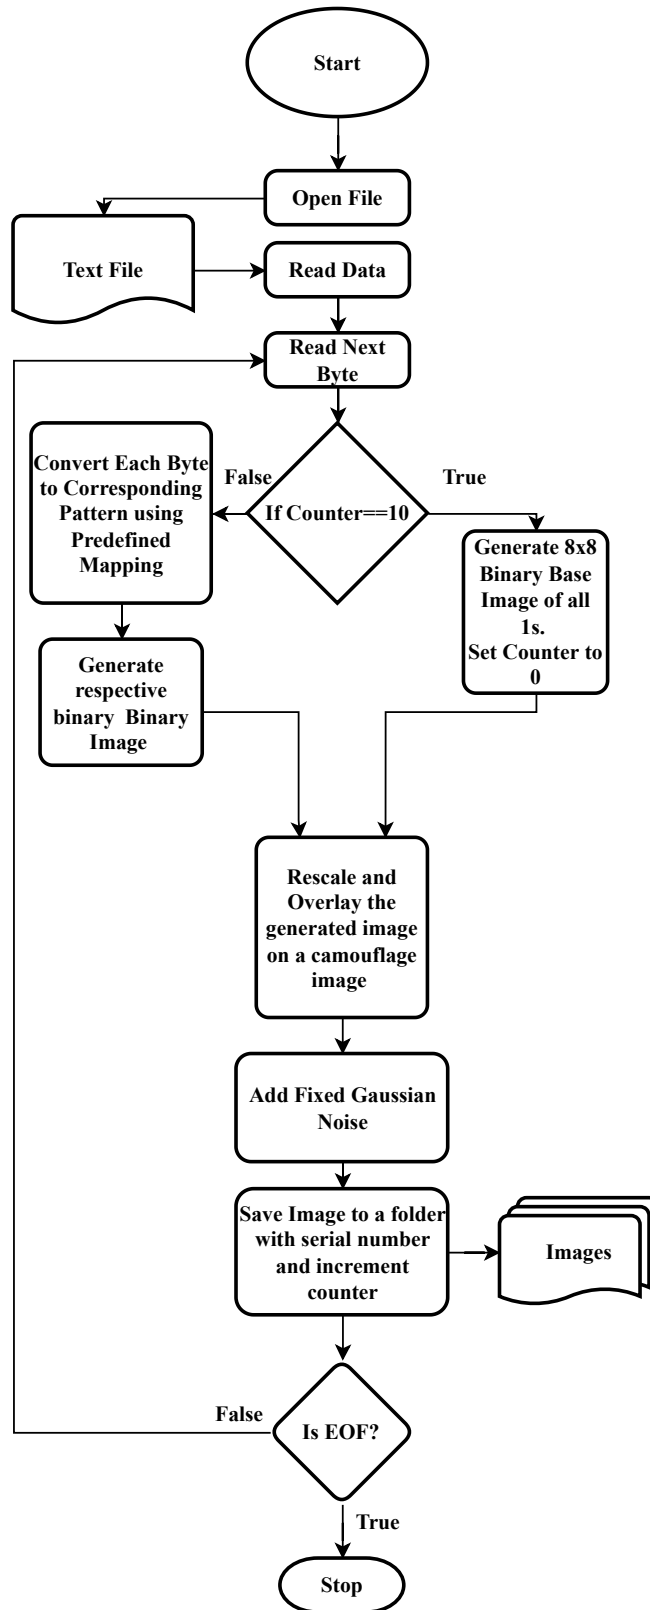 Start
Open File
Text File
Read Data
Read Next
Byte
If Counter==10
False
True
Convert Each Byte
to Corresponding
Pattern using
Predefined
Mapping
Generate 8x8
Binary Base
Image of all
1s.
Set Counter to
0
Generate
respective
binary  Binary
Image
Rescale and
Overlay the
generated image
on a camouflage
image
Add Fixed Gaussian
Noise
Save Image to a folder
with serial number
and increment
counter
Images
Is EOF?
False
True
Stop